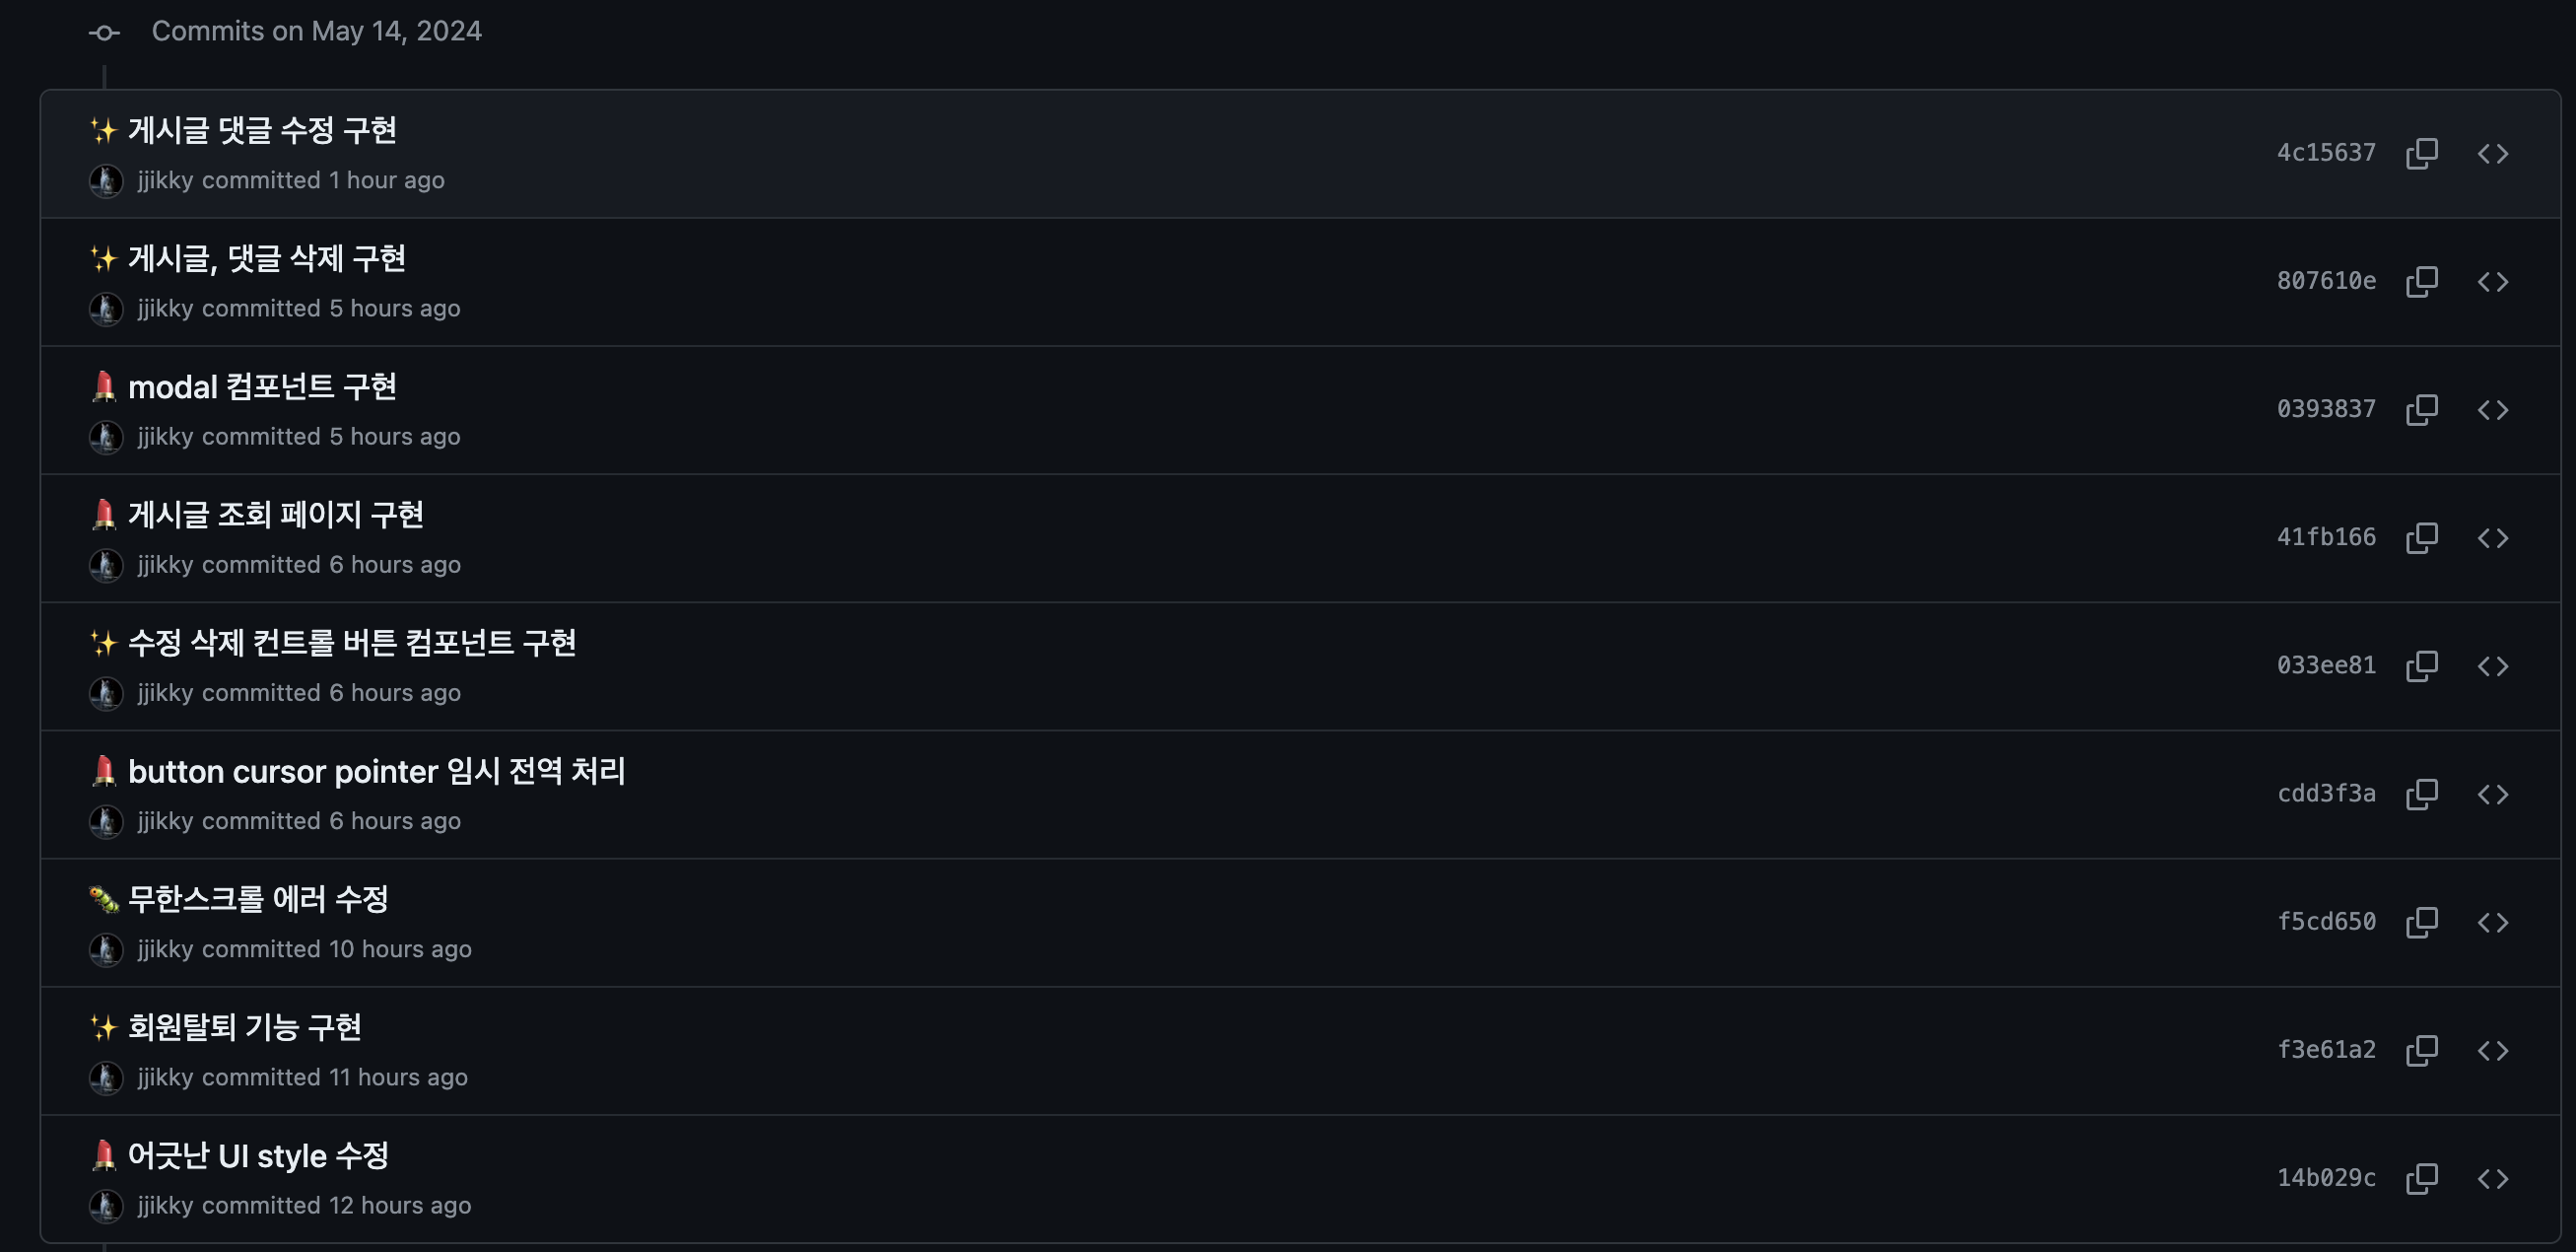 Commits on May 14, 2024
✨ 게시글 댓글 수정 구현
4c15637
jjikky committed 1 hour ago
✨ 게시글, 댓글 삭제 구현
807610e
jjikky committed 5 hours ago
💄 modal 컴포넌트 구현
0393837
jjikky committed 5 hours ago
💄 게시글 조회 페이지 구현
41fb166
jjikky committed 6 hours ago
✨ 수정 삭제 컨트롤 버튼 컴포넌트 구현
033ee81
jjikky committed 6 hours ago
💄 button cursor pointer 임시 전역 처리
cdd3f3a
jjikky committed 6 hours ago
🐛 무한스크롤 에러 수정
f5cd650
jjikky committed 10 hours ago
✨ 회원탈퇴 기능 구현
f3e61a2
jjikky committed 11 hours ago
💄 어긋난 UI style 수정
14b029c
jjikky committed 12 hours ago